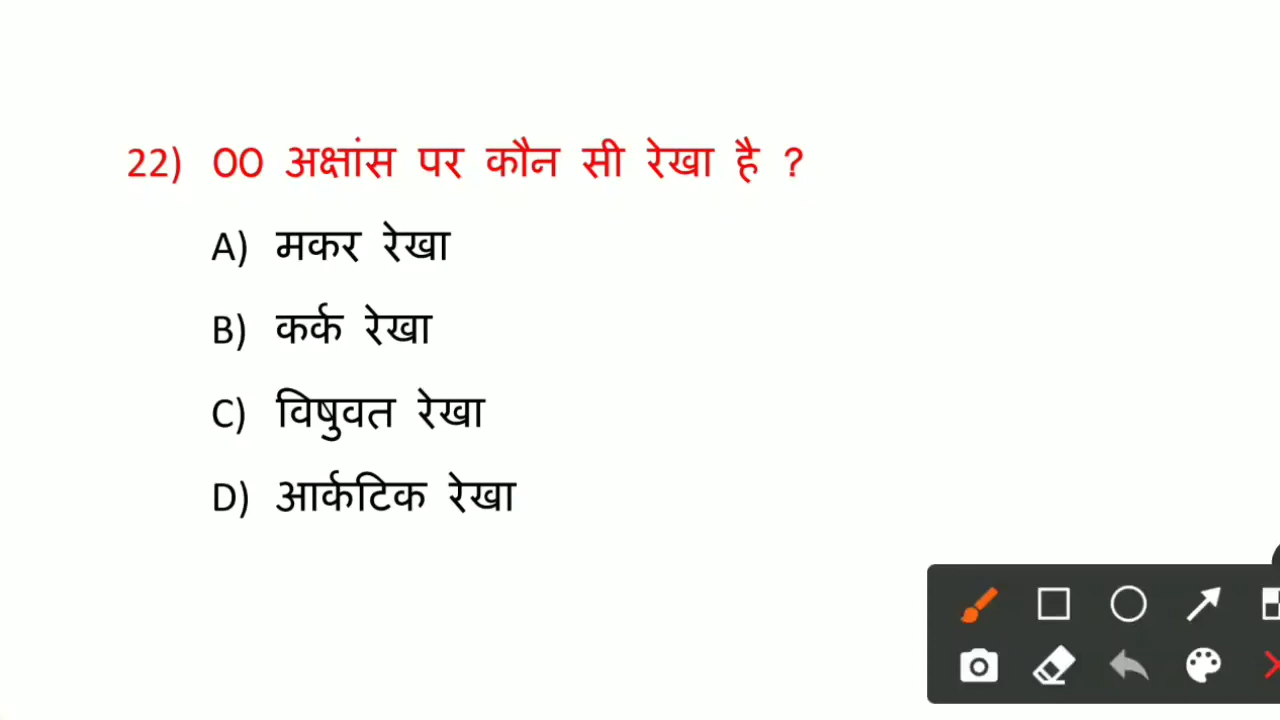 22) 00 अक्षांस पर कौन सी रेखा है ?
A) मकर रेखा
B) कर्क रेखा
C) विषुवत रेखा
D) आर्कटिक रेखा